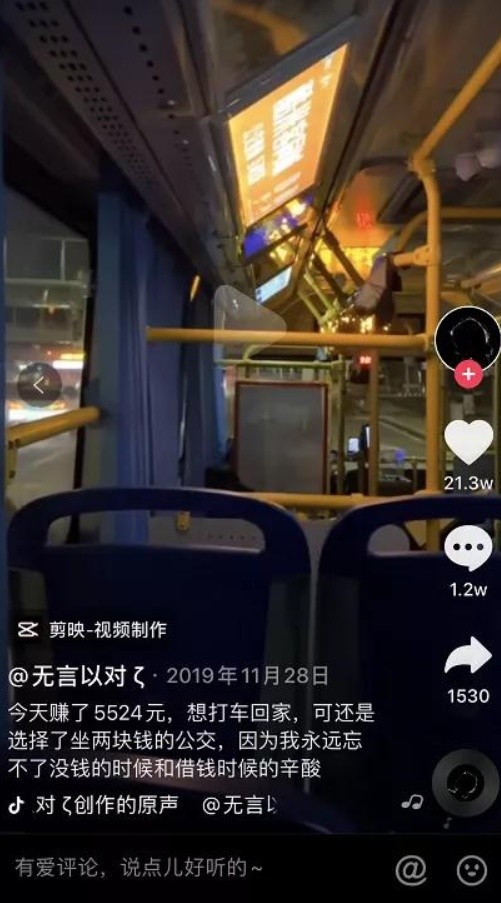 21.3w
1.2w
剪映-视频制作
@无言以对ζ · 2019年11月28日
1530
今天赚了5524元，想打车回家，可还是
选择了坐两块钱的公交，因为我永远忘
不了没钱的时候和借钱时候的辛酸
对ζ创作的原声 @无言以
有爱评论，说点儿好听的~